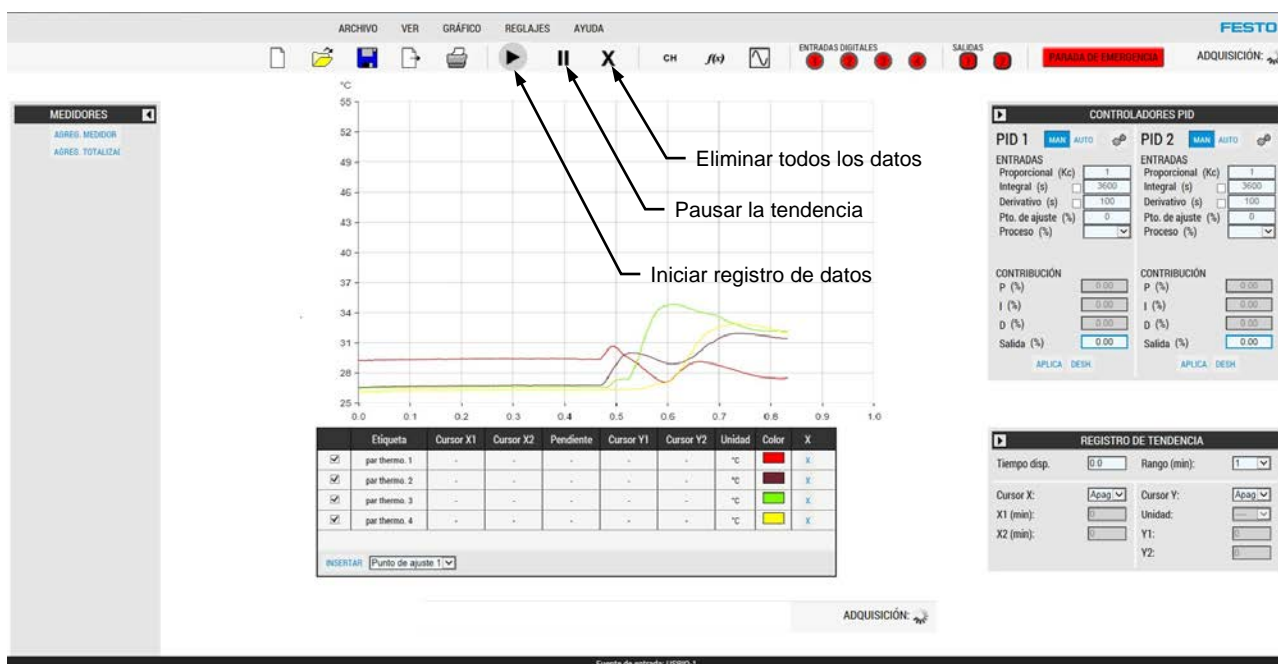 ARCHIVO VER GRÁFICO REGLAJES AYUDA
FESTO
CH f(x)
ENTRADAS DIGITALES
1 2 3 4
SALIDAS
1 2
PARADA DE EMERGENCIA
ADQUISICIÓN:
MEDIDORES
AGREG. MEDIDOR
AGREG. TOTALIZAI
°C
55
52
49
46
43
40
37
34
31
28
25
0.0 0.1 0.2 0.3 0.4 0.5 0.6 0.7 0.8 0.9 1.0
Eliminar todos los datos
Pausar la tendencia
Iniciar registro de datos
Etiqueta Cursor X1 Cursor X2 Pendiente Cursor Y1 Cursor Y2 Unidad Color X
par thermo. 1 - - - - - °C X
par thermo. 2 - - - - - °C X
par thermo. 3 - - - - - °C X
par thermo. 4 - - - - - °C X
INSERTAR Punto de ajuste 1
ADQUISICIÓN:
CONTROLADORES PID
PID 1 MAN AUTO PID 2 MAN AUTO
ENTRADAS ENTRADAS
Proporcional (Kc) 1 Proporcional (Kc) 1
Integral (s) 3600 Integral (s) 3600
Derivativo (s) 100 Derivativo (s) 100
Pto. de ajuste (%) 0 Pto. de ajuste (%) 0
Proceso (%) Proceso (%)
CONTRIBUCIÓN CONTRIBUCIÓN
P (%) 0.00 P (%) 0.00
I (%) 0.00 I (%) 0.00
D (%) 0.00 D (%) 0.00
Salida (%) 0.00 Salida (%) 0.00
APLICA DESH APLICA DESH
REGISTRO DE TENDENCIA
Tiempo disp. 0.0 Rango (min): 1
Cursor X: Apag Cursor Y: Apag
X1 (min): 0 Unidad: ---
X2 (min): 0 Y1: 0
Y2: 0
Fuente de entrada: USBIO-1